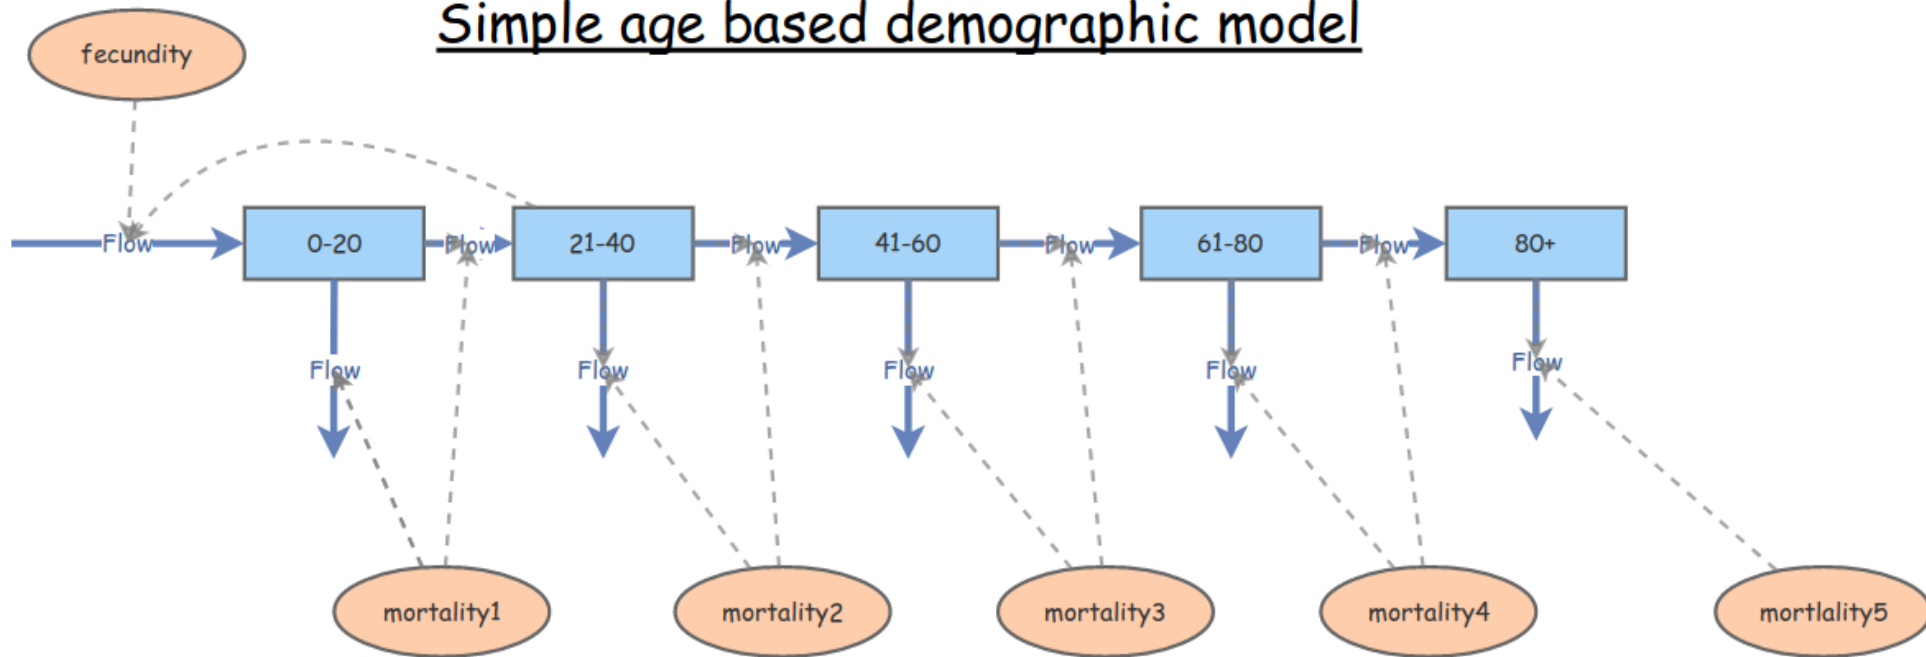 Simple age based demographic model
fecundity
Flow
0-20
Flow
21-40
Flow
41-60
Flow
61-80
Flow
80+
Flow
Flow
Flow
Flow
Flow
mortality1
mortality2
mortality3
mortality4
mortlality5